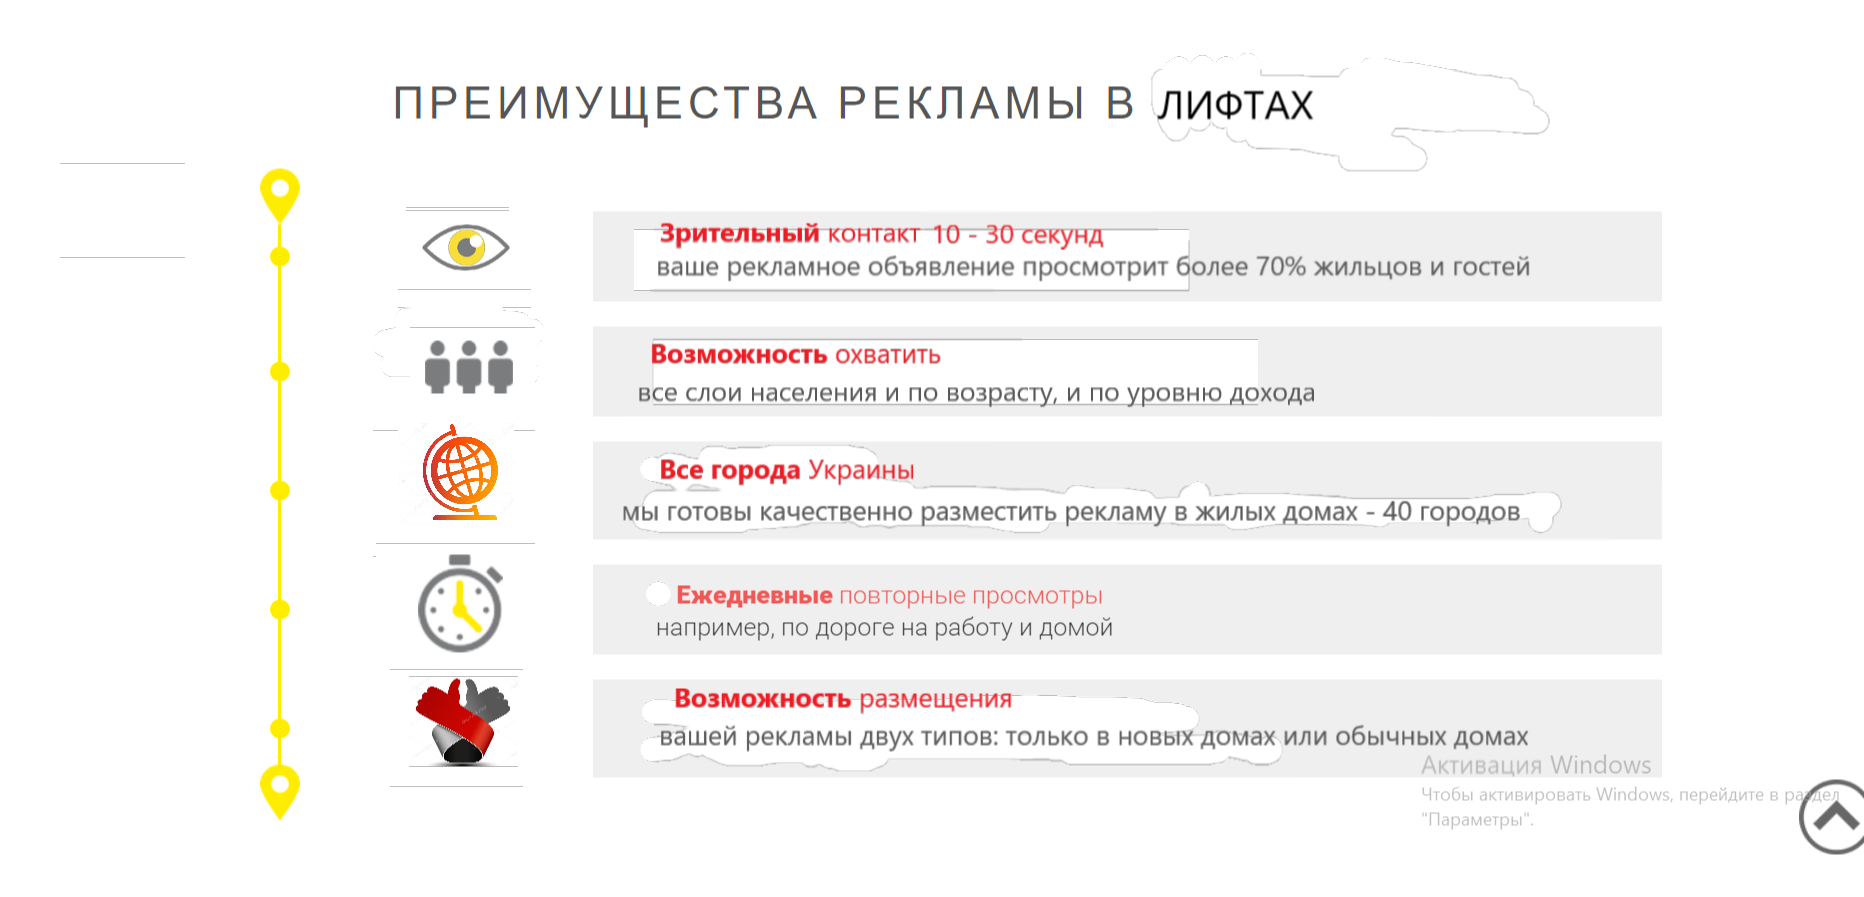 ПРЕИМУЩЕСТВА РЕКЛАМЫ В ЛИФТАХ
Зрительный контакт 10 - 30 секунд
ваше рекламное объявление просмотрит более 70% жильцов и гостей
Возможность охватить
все слои населения и по возрасту, и по уровню дохода
Все города Украины
мы готовы качественно разместить рекламу в жилых домах - 40 городов
Ежедневные повторные просмотры
например, по дороге на работу и домой
Возможность размещения
вашей рекламы двух типов: только в новых домах или обычных домах
Активация Windows
Чтобы активировать Windows, перейдите в раздел
"Параметры".